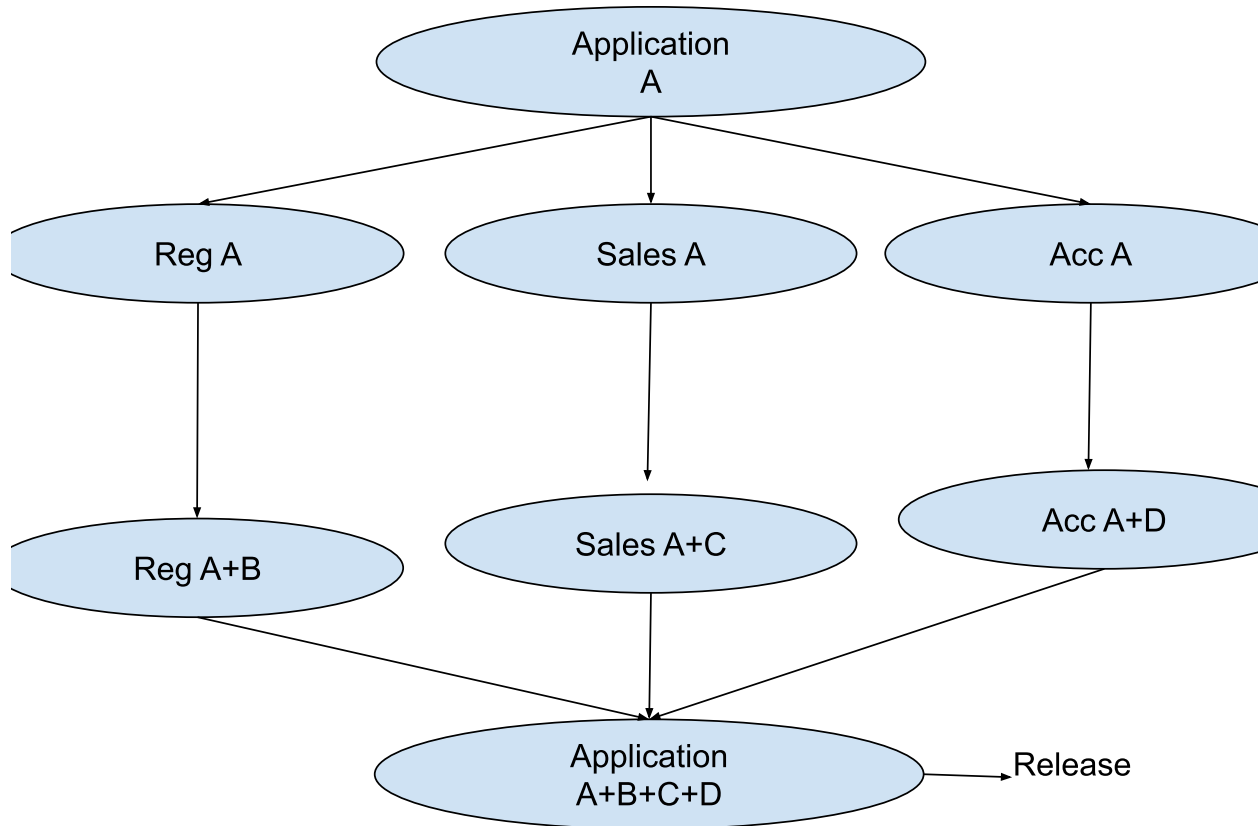 Application
A
Reg A
Sales A
Acc A
Acc A+D
Sales A+C
Reg A+B
Application
A+B+C+D
Release